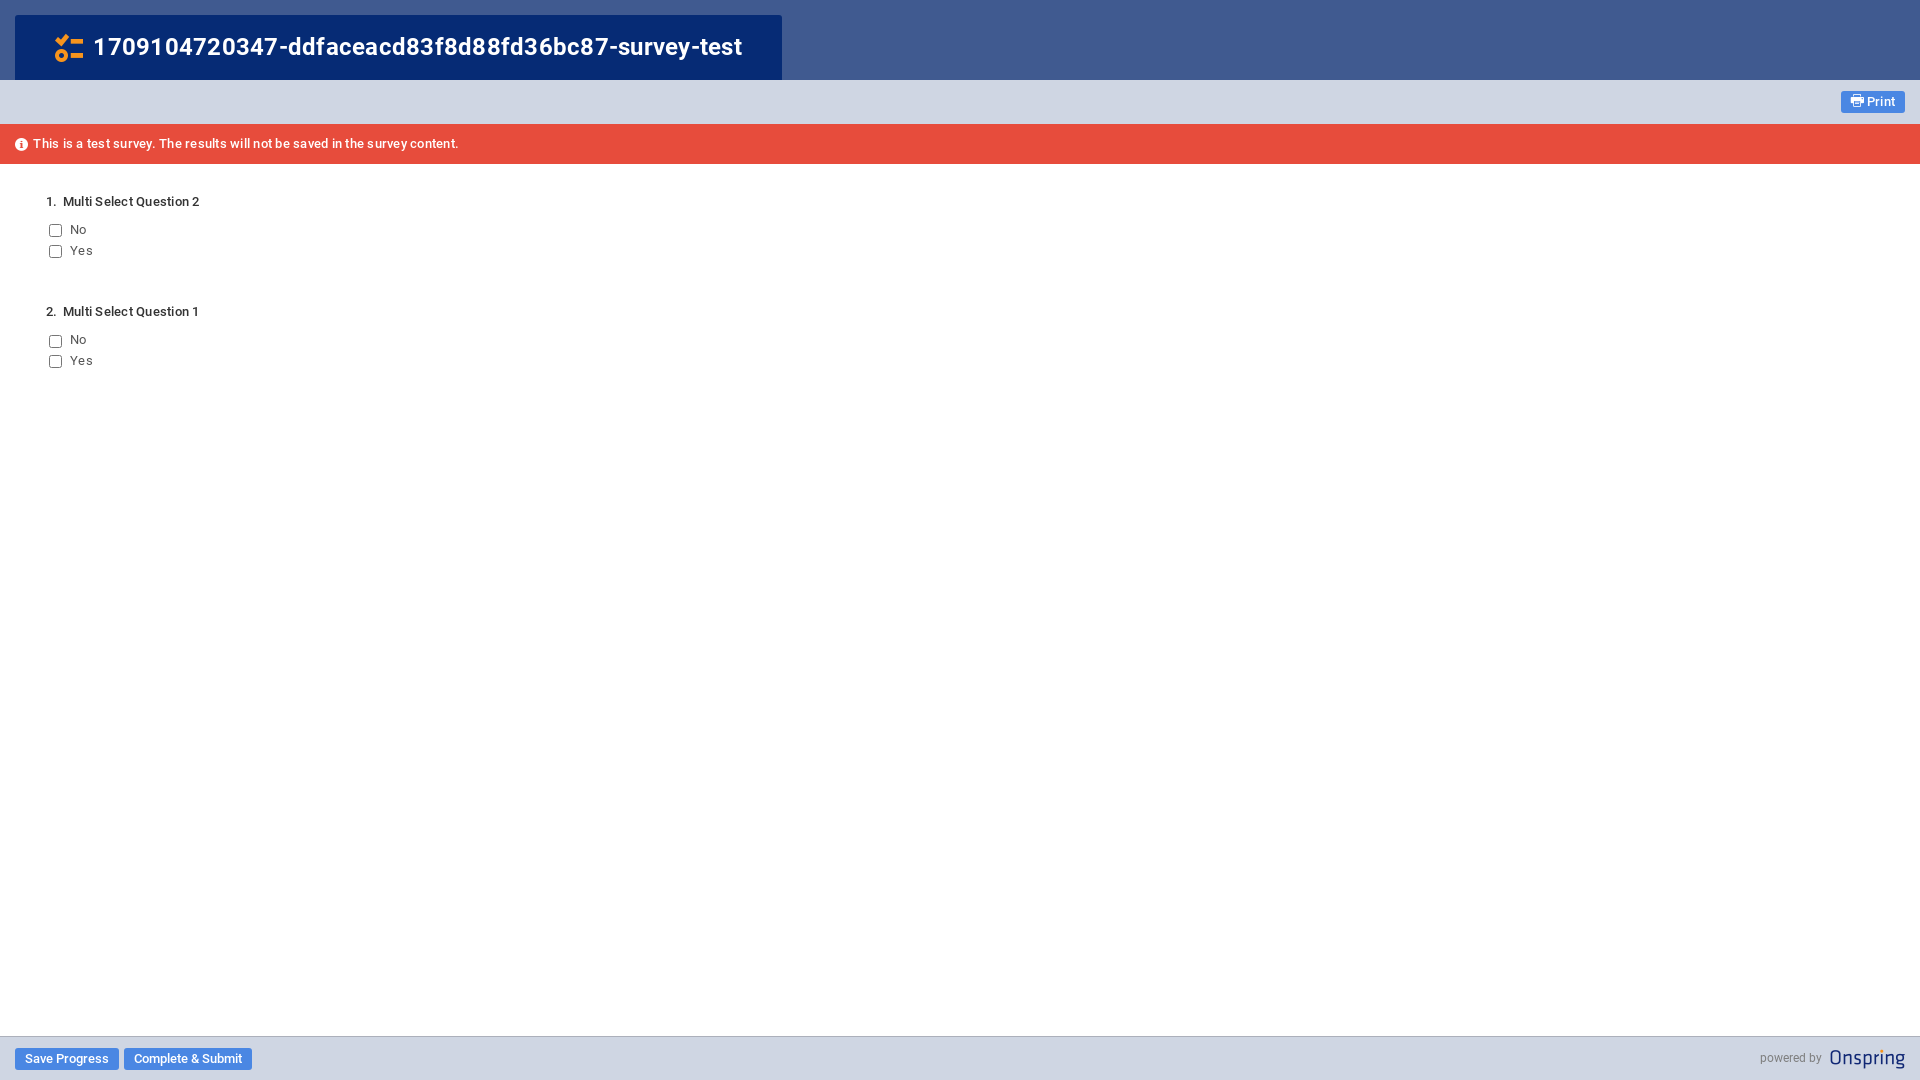 1709104720347-ddfaceacd83f8d88fd36bc87-survey-test
Print
This is a test survey. The results will not be saved in the survey content.
1. Multi Select Question 2
No
Yes
2. Multi Select Question 1
No
Yes
Save Progress
Complete & Submit
powered by Onspring